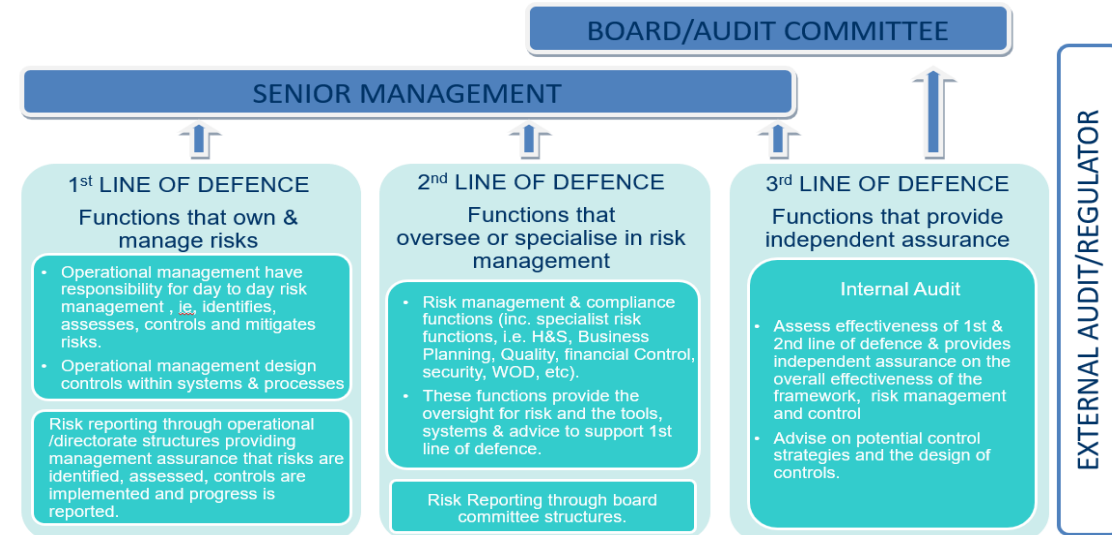 BOARD/AUDIT COMMITTEE
SENIOR MANAGEMENT
1st LINE OF DEFENCE
Functions that own &
manage risks
• Operational management have
responsibility for day to day risk
management , ie, identifies,
assesses, controls and mitigates
risks.
• Operational management design
controls within systems & processes
Risk reporting through operational
/directorate structures providing
management assurance that risks are
identified, assessed, controls are
implemented and progress is
reported.
2nd LINE OF DEFENCE
Functions that
oversee or specialise in risk
management
• Risk management & compliance
functions (inc. specialist risk
functions, i.e. H&S, Business
Planning, Quality, financial Control,
security, WOD, etc).
• These functions provide the
oversight for risk and the tools,
systems & advice to support 1st
line of defence.
Risk Reporting through board
committee structures.
3rd LINE OF DEFENCE
Functions that provide
independent assurance
Internal Audit
• Assess effectiveness of 1st &
2nd line of defence & provides
independent assurance on the
overall effectiveness of the
framework, risk management
and control
• Advise on potential control
strategies and the design of
controls.
EXTERNAL AUDIT/REGULATOR